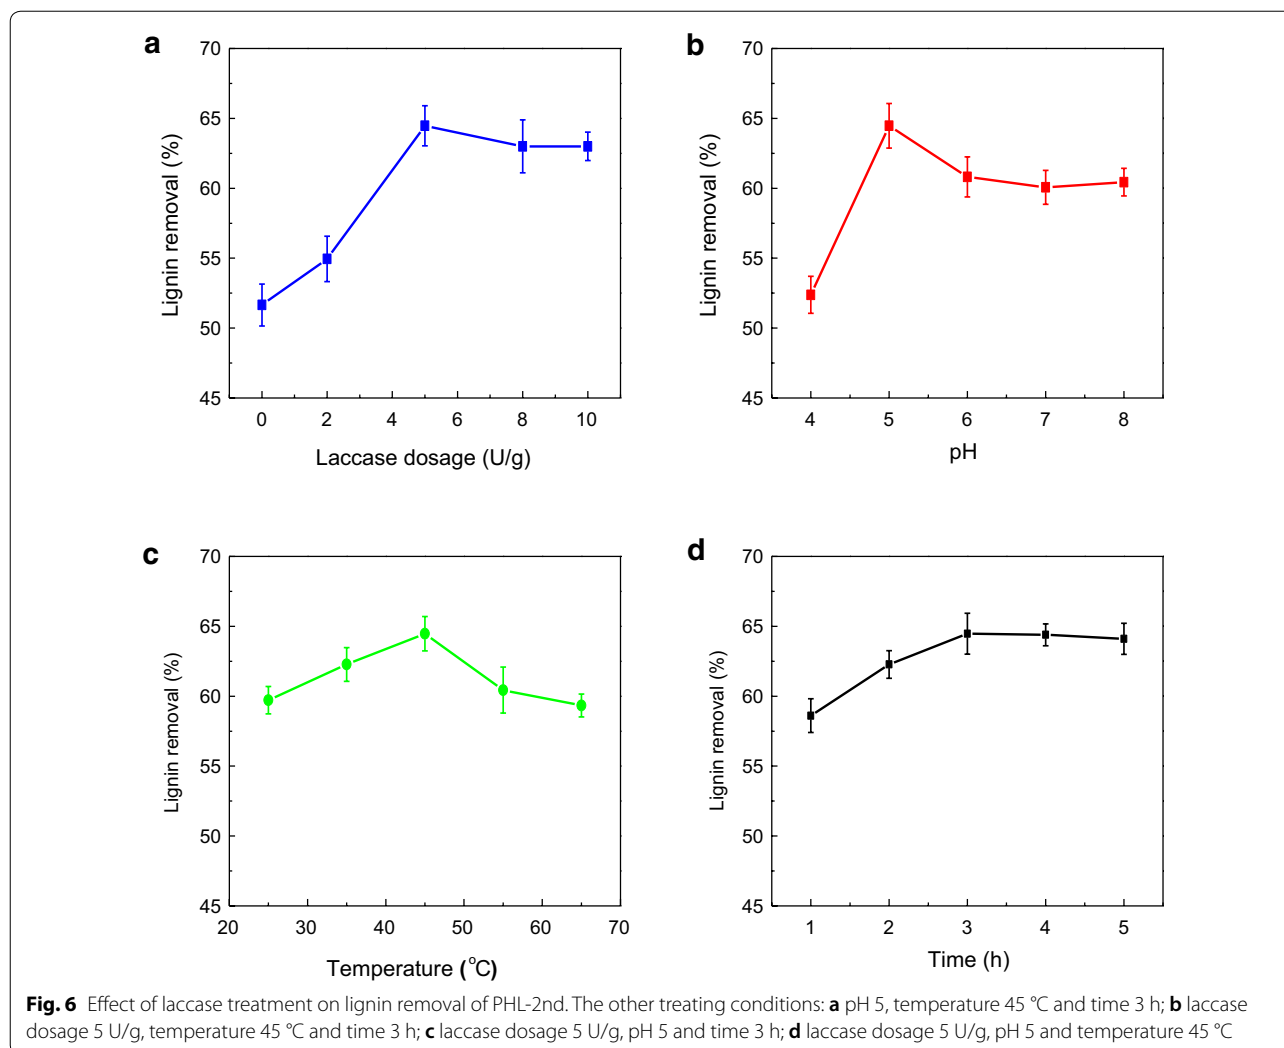 a
70
65
60
55
50
45
Lignin removal (%)
0 2 4 6 8 10
Laccase dosage (U/g)
b
70
65
60
55
50
45
Lignin removal (%)
4 5 6 7 8
pH
c
70
65
60
55
50
45
Lignin removal (%)
20 30 40 50 60 70
Temperature (°C)
d
70
65
60
55
50
45
Lignin removal (%)
1 2 3 4 5
Time (h)
Fig. 6 Effect of laccase treatment on lignin removal of PHL-2nd. The other treating conditions: a pH 5, temperature 45 °C and time 3 h; b laccase
dosage 5 U/g, temperature 45 °C and time 3 h; c laccase dosage 5 U/g, pH 5 and time 3 h; d laccase dosage 5 U/g, pH 5 and temperature 45 °C